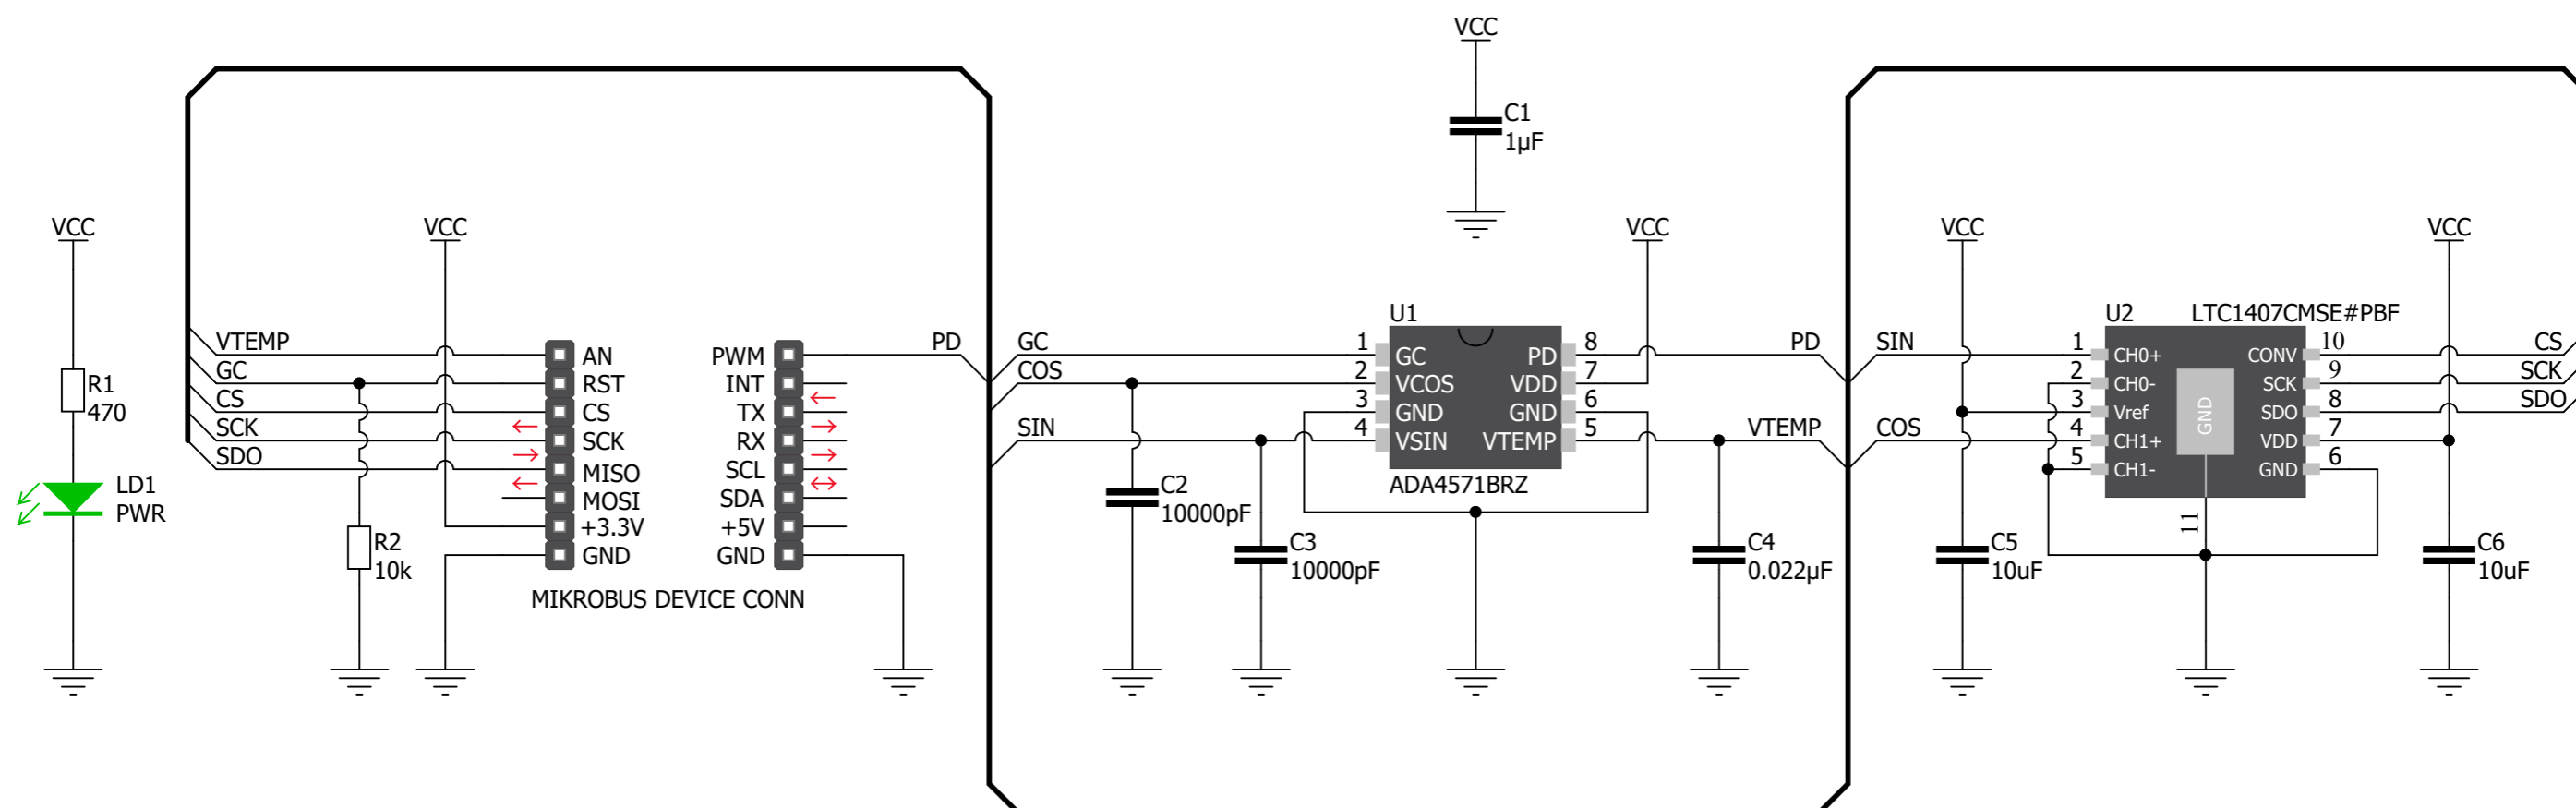 VCC
C1
1µF
VCC
R1
470
LD1
PWR
VCC
VTEMP
GC
CS
SCK
SDO
R2
10k
AN
RST
CS
SCK
MISO
MOSI
+3.3V
GND
PWM
INT
TX
RX
SCL
SDA
+5V
GND
MIKROBUS DEVICE CONN
PD
GC
COS
SIN
C2
10000pF
C3
10000pF
U1
1
2
3
4
GC
VCOS
GND
VSIN
PD
VDD
GND
VTEMP
8
7
6
5
ADA4571BRZ
VCC
PD
VTEMP
C4
0.022µF
SIN
COS
VCC
C5
10uF
U2
LTC1407CMSE#PBF
1
2
3
4
5
CH0+
CH0-
Vref
CH1+
CH1-
GND
CONV
SCK
SDO
VDD
GND
10
9
8
7
6
11
VCC
CS
SCK
SDO
C6
10uF